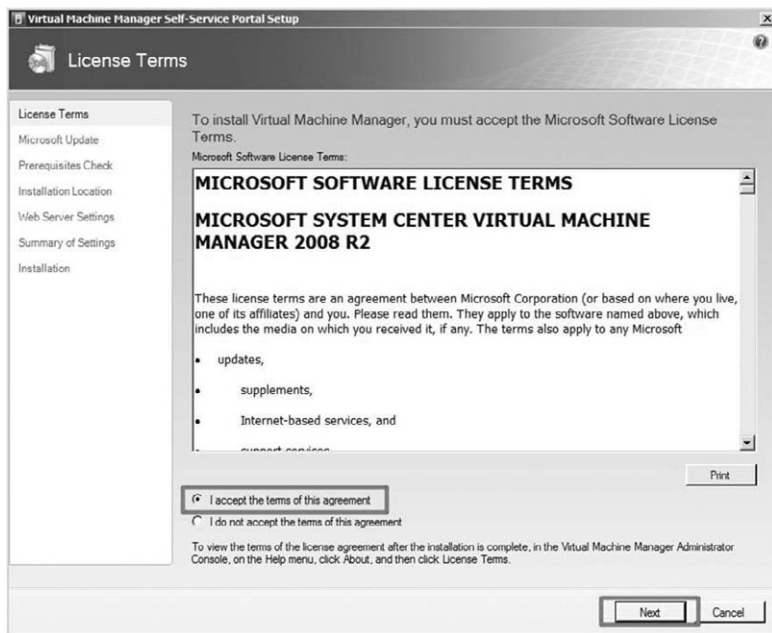 Virtual Machine Manager Self-Service Portal Setup
License Terms
License Terms
Microsoft Update
Prerequisites Check
Installation Location
Web Server Settings
Summary of Settings
Installation
To install Virtual Machine Manager, you must accept the Microsoft Software License
Terms.
Microsoft Software License Terms:
MICROSOFT SOFTWARE LICENSE TERMS
MICROSOFT SYSTEM CENTER VIRTUAL MACHINE
MANAGER 2008 R2
These license terms are an agreement between Microsoft Corporation (or based on where you live,
one of its affiliates) and you. Please read them. They apply to the software named above, which
includes the media on which you received it, if any. The terms also apply to any Microsoft
• updates,
• supplements,
• Internet-based services, and
• support services
Print
I accept the terms of this agreement
I do not accept the terms of this agreement
To view the terms of the license agreement after the installation is complete, in the Virtual Machine Manager Administrator
Console, on the Help menu, click About, and then click License Terms.
Next
Cancel